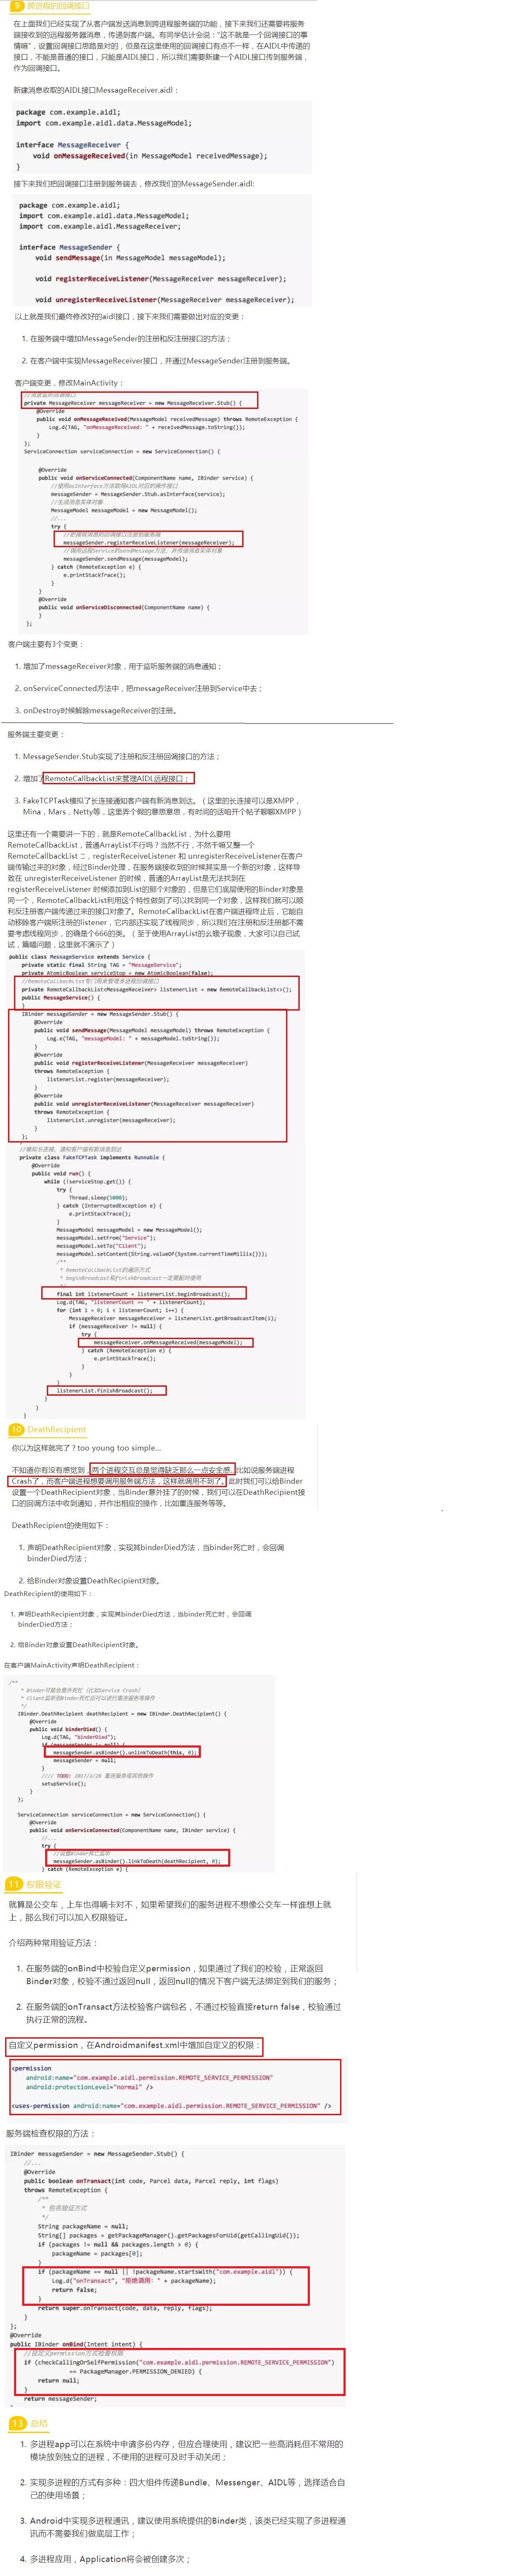 9 跨进程的回调接口
在上面我们已经实现了从客户端发送消息到跨进程服务端的功能，接下来我们还需要将服务
端接收到的远程服务器消息，传递到客户端。有同学估计会说："这不就是一个回调接口的事
情嘛"，设置回调接口思路是对的，但是在这里使用的回调接口有点不一样，在AIDL中传递的
接口，不能是普通的接口，只能是AIDL接口，所以我们需要新建一个AIDL接口传到服务端，
作为回调接口。
新建消息收取的AIDL接口MessageReceiver.aidl：
package com.example.aidl;
import com.example.aidl.data.MessageModel;
interface MessageReceiver {
void onMessageReceived(in MessageModel receivedMessage);
}
接下来我们把回调接口注册到服务端去，修改我们的MessageSender.aidl:
package com.example.aidl;
import com.example.aidl.data.MessageModel;
import com.example.aidl.MessageReceiver;
interface MessageSender {
void sendMessage(in MessageModel messageModel);
void registerReceiveListener(MessageReceiver messageReceiver);
void unregisterReceiveListener(MessageReceiver messageReceiver);
以上就是我们最终修改好的aidl接口，接下来我们需要做出对应的变更：
1. 在服务端中增加MessageSender的注册和反注册接口的方法；
2. 在客户端中实现MessageReceiver接口，并通过MessageSender注册到服务端。
客户端变更，修改MainActivity：
//消息监听回调接口
private MessageReceiver messageReceiver = new MessageReceiver.Stub() {
@Override
public void onMessageReceived(MessageModel receivedMessage) throws RemoteException {
Log.d(TAG, "onMessageReceived: " + receivedMessage.toString());
}
};
ServiceConnection serviceConnection = new ServiceConnection() {
@Override
public void onServiceConnected(ComponentName name, IBinder service) {
//使用asInterface方法取得AIDL对应的操作接口
messageSender = MessageSender.Stub.asInterface(service);
//生成消息实体对象
MessageModel messageModel = new MessageModel();
//...
try {
//把接收消息的回调接口注册到服务端
messageSender.registerReceiveListener(messageReceiver);
//调用远程Service的sendMessage方法，并传递消息实体对象
messageSender.sendMessage(messageModel);
} catch (RemoteException e) {
e.printStackTrace();
}
}
@Override
public void onServiceDisconnected(ComponentName name) {
}
};
客户端主要有3个变更：
1. 增加了messageReceiver对象，用于监听服务端的消息通知；
2. onServiceConnected方法中，把messageReceiver注册到Service中去；
3. onDestroy时候解除messageReceiver的注册。
服务端主要变更：
1. MessageSender.Stub实现了注册和反注册回调接口的方法；
2. 增加了RemoteCallbackList来管理AIDL远程接口；
3. FakeTCPTask模拟了长连接通知客户端有新消息到达。（这里的长连接可以是XMPP，
Mina，Mars，Netty等，这里弄个假的意思意思，有时间的话咱开个帖子聊聊XMPP）
这里还有一个需要讲一下的，就是RemoteCallbackList，为什么要用
RemoteCallbackList，普通ArrayList不行吗？当然不行，不然干嘛又整一个
RemoteCallbackList ，registerReceiveListener 和 unregisterReceiveListener在客户
端传输过来的对象，经过Binder处理，在服务端接收到的时候其实是一个新的对象，这样导
致在 unregisterReceiveListener 的时候，普通的ArrayList是无法找到在
registerReceiveListener 时候添加到List的那个对象的，但是它们底层使用的Binder对象是
同一个，RemoteCallbackList利用这个特性做到了可以找到同一个对象，这样我们就可以顺
利反注册客户端传递过来的接口对象了。RemoteCallbackList在客户端进程终止后，它能自
动移除客户端所注册的listener，它内部还实现了线程同步，所以我们在注册和反注册都不需
要考虑线程同步，的确是个666的类。（至于使用ArrayList的幺蛾子现象，大家可以自己试
试，篇幅问题，这里就不演示了）
public class MessageService extends Service {
private static final String TAG = "MessageService";
private AtomicBoolean serviceStop = new AtomicBoolean(false);
//RemoteCallbackList专门用来管理多进程回调接口
private RemoteCallbackList<MessageReceiver> listenerList = new RemoteCallbackList<>();
public MessageService() {
}
IBinder messageSender = new MessageSender.Stub() {
@Override
public void sendMessage(MessageModel messageModel) throws RemoteException {
Log.e(TAG, "messageModel: " + messageModel.toString());
}
@Override
public void registerReceiveListener(MessageReceiver messageReceiver)
throws RemoteException {
listenerList.register(messageReceiver);
}
@Override
public void unregisterReceiveListener(MessageReceiver messageReceiver)
throws RemoteException {
listenerList.unregister(messageReceiver);
}
};
//模拟长连接，通知客户端有新消息到达
private class FakeTCPTask implements Runnable {
@Override
public void run() {
while (!serviceStop.get()) {
try {
Thread.sleep(5000);
} catch (InterruptedException e) {
e.printStackTrace();
}
MessageModel messageModel = new MessageModel();
messageModel.setFrom("Service");
messageModel.setTo("Client");
messageModel.setContent(String.valueOf(System.currentTimeMillis()));
/**
* RemoteCallbackList的遍历方式
* beginBroadcast和finishBroadcast一定要配对使用
final int listenerCount = listenerList.beginBroadcast();
Log.d(TAG, "listenerCount == " + listenerCount);
for (int i = 0; i < listenerCount; i++) {
MessageReceiver messageReceiver = listenerList.getBroadcastItem(i);
if (messageReceiver != null) {
try {
messageReceiver.onMessageReceived(messageModel);
} catch (RemoteException e) {
e.printStackTrace();
}
}
}
listenerList.finishBroadcast();
}
}
}
10 DeathRecipient
你以为这样就完了？too young too simple...
不知道你有没有感觉到，两个进程交互总是觉得缺乏那么一点安全感..比如说服务端进程
Crash了，而客户端进程想要调用服务端方法，这样就调用不到了。此时我们可以给Binder
设置一个DeathRecipient对象，当Binder意外挂了的时候，我们可以在DeathRecipient接
口的回调方法中收到通知，并作出相应的操作，比如重连服务等等。
DeathRecipient的使用如下：
1. 声明DeathRecipient对象，实现其binderDied方法，当binder死亡时，会回调
binderDied方法；
2. 给Binder对象设置DeathRecipient对象。
DeathRecipient的使用如下：
1. 声明DeathRecipient对象，实现其binderDied方法，当binder死亡时，会回调
binderDied方法；
2. 给Binder对象设置DeathRecipient对象。
在客户端MainActivity声明DeathRecipient：
/**
* Binder可能会意外死忙（比如Service Crash）
* Client监听到Binder死忙后可以进行重连服务等操作
*/
IBinder.DeathRecipient deathRecipient = new IBinder.DeathRecipient() {
@Override
public void binderDied() {
Log.d(TAG, "binderDied");
if (messageSender != null) {
messageSender.asBinder().unlinkToDeath(this, 0);
messageSender = null;
}
//// TODO: 2017/2/28 重连服务或其他操作
setupService();
}
};
ServiceConnection serviceConnection = new ServiceConnection() {
@Override
public void onServiceConnected(ComponentName name, IBinder service) {
//...
try {
//设置Binder死亡监听
messageSender.asBinder().linkToDeath(deathRecipient, 0);
} catch (RemoteException e) {
11 权限验证
就算是公交车，上车也得嘀卡对不，如果希望我们的服务进程不想像公交车一样谁想上就
上，那么我们可以加入权限验证。
介绍两种常用验证方法：
1. 在服务端的onBind中校验自定义permission，如果通过了我们的校验，正常返回
Binder对象，校验不通过返回null，返回null的情况下客户端无法绑定到我们的服务；
2. 在服务端的onTransact方法校验客户端包名，不通过校验直接return false，校验通过
执行正常的流程。
自定义permission，在Androidmanifest.xml中增加自定义的权限：
<permission
android:name="com.example.aidl.permission.REMOTE_SERVICE_PERMISSION"
android:protectionLevel="normal" />
<uses-permission android:name="com.example.aidl.permission.REMOTE_SERVICE_PERMISSION" />
服务端检查权限的方法：
IBinder messageSender = new MessageSender.Stub() {
//...
@Override
public boolean onTransact(int code, Parcel data, Parcel reply, int flags)
throws RemoteException {
/**
* 包名验证方式
*/
String packageName = null;
String[] packages = getPackageManager().getPackagesForUid(getCallingUid());
if (packages != null && packages.length > 0) {
packageName = packages[0];
}
if (packageName == null || !packageName.startsWith("com.example.aidl")) {
Log.d("onTransact", "拒绝调用：" + packageName);
return false;
}
return super.onTransact(code, data, reply, flags);
}
};
@Override
public IBinder onBind(Intent intent) {
//自定义permission方式检查权限
if (checkCallingOrSelfPermission("com.example.aidl.permission.REMOTE_SERVICE_PERMISSION")
== PackageManager.PERMISSION_DENIED) {
return null;
}
return messageSender;
13 总结
1. 多进程app可以在系统中申请多份内存，但应合理使用，建议把一些高消耗但不常用的
模块放到独立的进程，不使用的进程可及时手动关闭；
2. 实现多进程的方式有多种：四大组件传递Bundle、Messenger、AIDL等，选择适合自
己的使用场景；
3. Android中实现多进程通讯，建议使用系统提供的Binder类，该类已经实现了多进程通
讯而不需要我们做底层工作；
4. 多进程应用，Application将会被创建多次；